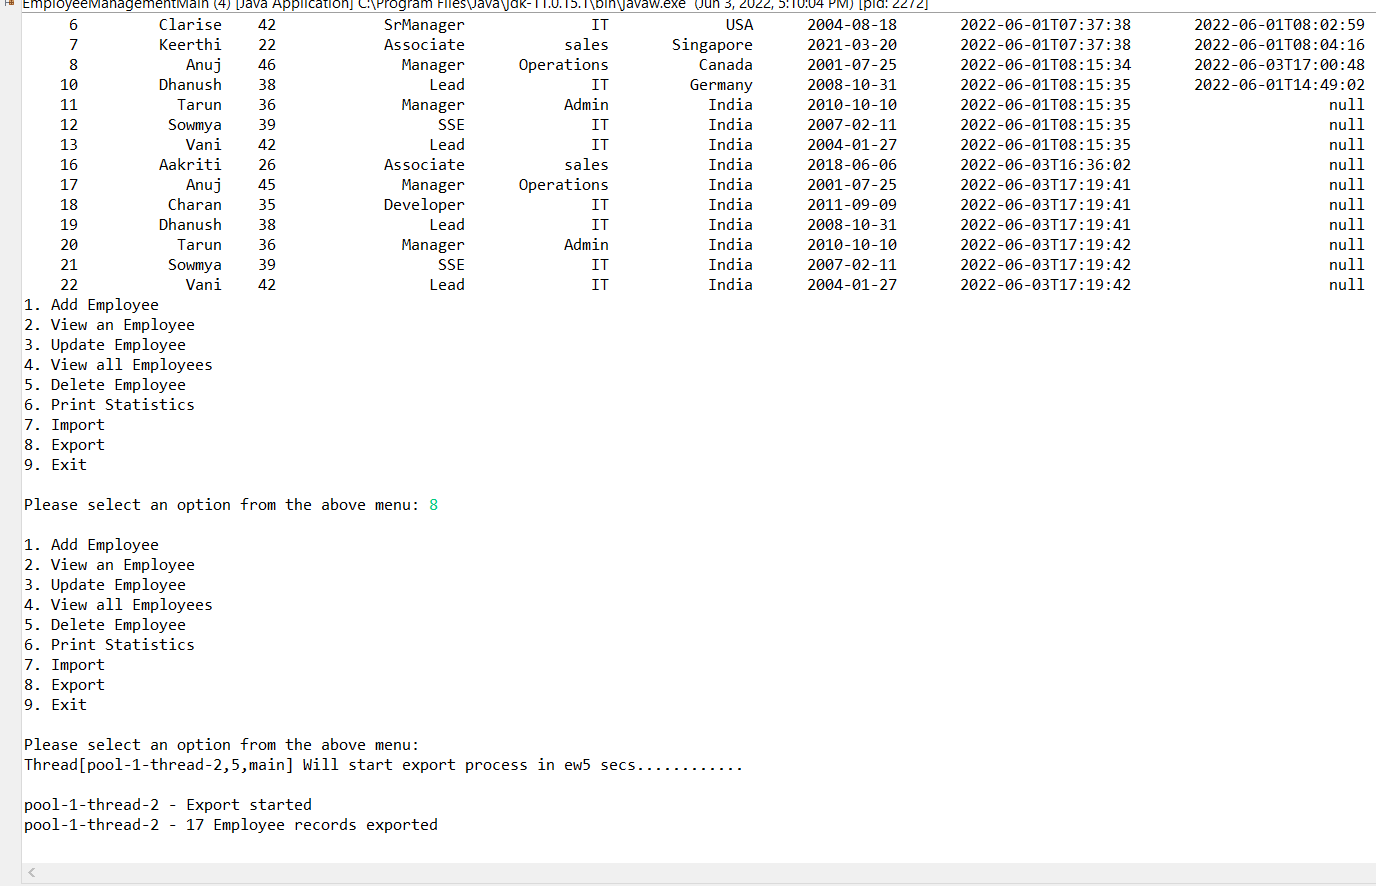 EmployeeManagementMain (4) [Java Application] C:\Program Files\Java\jdk-11.0.15.1\bin\javaw.exe (Jun 3, 2022, 5:10:04 PM) [pid: 2272]
6 Clarise 42 SrManager IT USA 2004-08-18 2022-06-01T07:37:38 2022-06-01T08:02:59
7 Keerthi 22 Associate sales Singapore 2021-03-20 2022-06-01T07:37:38 2022-06-01T08:04:16
8 Anuj 46 Manager Operations Canada 2001-07-25 2022-06-01T08:15:34 2022-06-03T17:00:48
10 Dhanush 38 Lead IT Germany 2008-10-31 2022-06-01T08:15:35 2022-06-01T14:49:02
11 Tarun 36 Manager Admin India 2010-10-10 2022-06-01T08:15:35 null
12 Sowmya 39 SSE IT India 2007-02-11 2022-06-01T08:15:35 null
13 Vani 42 Lead IT India 2004-01-27 2022-06-01T08:15:35 null
16 Aakriti 26 Associate sales India 2018-06-06 2022-06-03T16:36:02 null
17 Anuj 45 Manager Operations India 2001-07-25 2022-06-03T17:19:41 null
18 Charan 35 Developer IT India 2011-09-09 2022-06-03T17:19:41 null
19 Dhanush 38 Lead IT India 2008-10-31 2022-06-03T17:19:41 null
20 Tarun 36 Manager Admin India 2010-10-10 2022-06-03T17:19:42 null
21 Sowmya 39 SSE IT India 2007-02-11 2022-06-03T17:19:42 null
22 Vani 42 Lead IT India 2004-01-27 2022-06-03T17:19:42 null
1. Add Employee
2. View an Employee
3. Update Employee
4. View all Employees
5. Delete Employee
6. Print Statistics
7. Import
8. Export
9. Exit
Please select an option from the above menu: 8
1. Add Employee
2. View an Employee
3. Update Employee
4. View all Employees
5. Delete Employee
6. Print Statistics
7. Import
8. Export
9. Exit
Please select an option from the above menu:
Thread[pool-1-thread-2,5,main] Will start export process in ew5 secs............
pool-1-thread-2 - Export started
pool-1-thread-2 - 17 Employee records exported